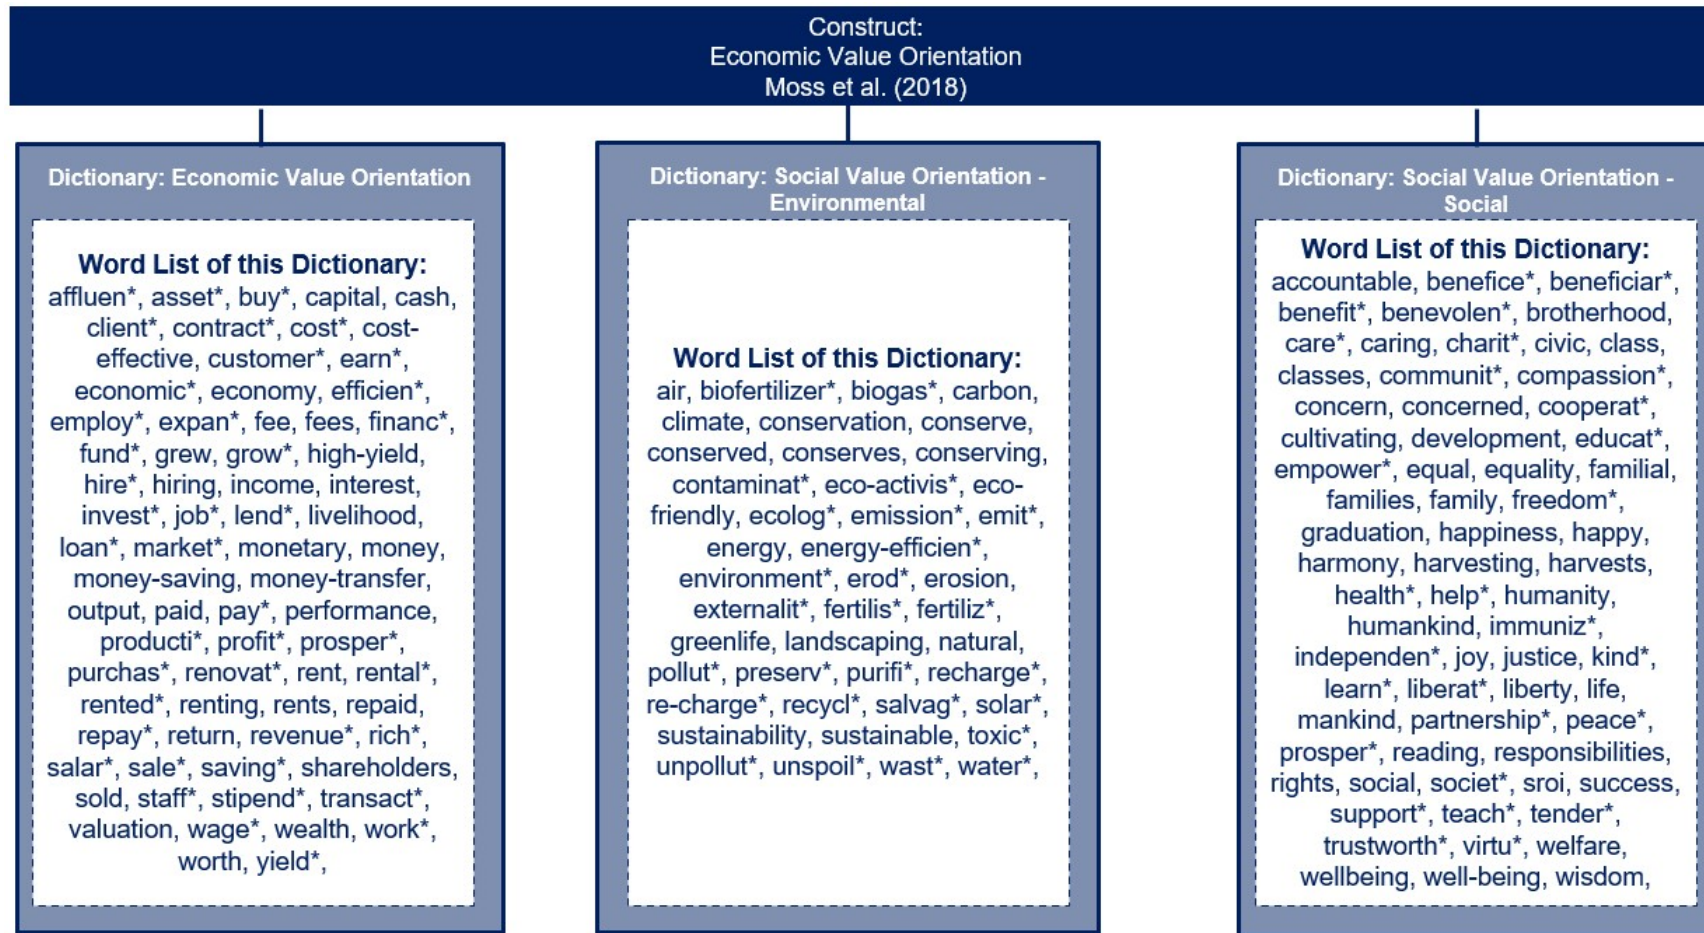 Construct:
Economic Value Orientation
Moss et al. (2018)
Dictionary: Economic Value Orientation
Word List of this Dictionary:
affluen*, asset*, buy*, capital, cash,
client*, contract*, cost*, cost-
effective, customer*, earn*,
economic*, economy, efficien*,
employ*, expan*, fee, fees, financ*,
fund*, grew, grow*, high-yield,
hire*, hiring, income, interest,
invest*, job*, lend*, livelihood,
loan*, market*, monetary, money,
money-saving, money-transfer,
output, paid, pay*, performance,
producti*, profit*, prosper*,
purchas*, renovat*, rent, rental*,
rented*, renting, rents, repaid,
repay*, return, revenue*, rich*,
salar*, sale*, saving*, shareholders,
sold, staff*, stipend*, transact*,
valuation, wage*, wealth, work*,
worth, yield*,
Dictionary: Social Value Orientation -
Environmental
Word List of this Dictionary:
air, biofertilizer*, biogas*, carbon,
climate, conservation, conserve,
conserved, conserves, conserving,
contaminat*, eco-activis*, eco-
friendly, ecolog*, emission*, emit*,
energy, energy-efficien*,
environment*, erod*, erosion,
externalit*, fertilis*, fertiliz*,
greenlife, landscaping, natural,
pollut*, preserv*, purifi*, recharge*,
re-charge*, recycl*, salvag*, solar*,
sustainability, sustainable, toxic*,
unpollut*, unspoil*, wast*, water*,
Dictionary: Social Value Orientation -
Social
Word List of this Dictionary:
accountable, benefice*, beneficiar*,
benefit*, benevolen*, brotherhood,
care*, caring, charit*, civic, class,
classes, communit*, compassion*,
concern, concerned, cooperat*,
cultivating, development, educat*,
empower*, equal, equality, familial,
families, family, freedom*,
graduation, happiness, happy,
harmony, harvesting, harvests,
health*, help*, humanity,
humankind, immuniz*,
independen*, joy, justice, kind*,
learn*, liberat*, liberty, life,
mankind, partnership*, peace*,
prosper*, reading, responsibilities,
rights, social, societ*, sroi, success,
support*, teach*, tender*,
trustworth*, virtu*, welfare,
wellbeing, well-being, wisdom,